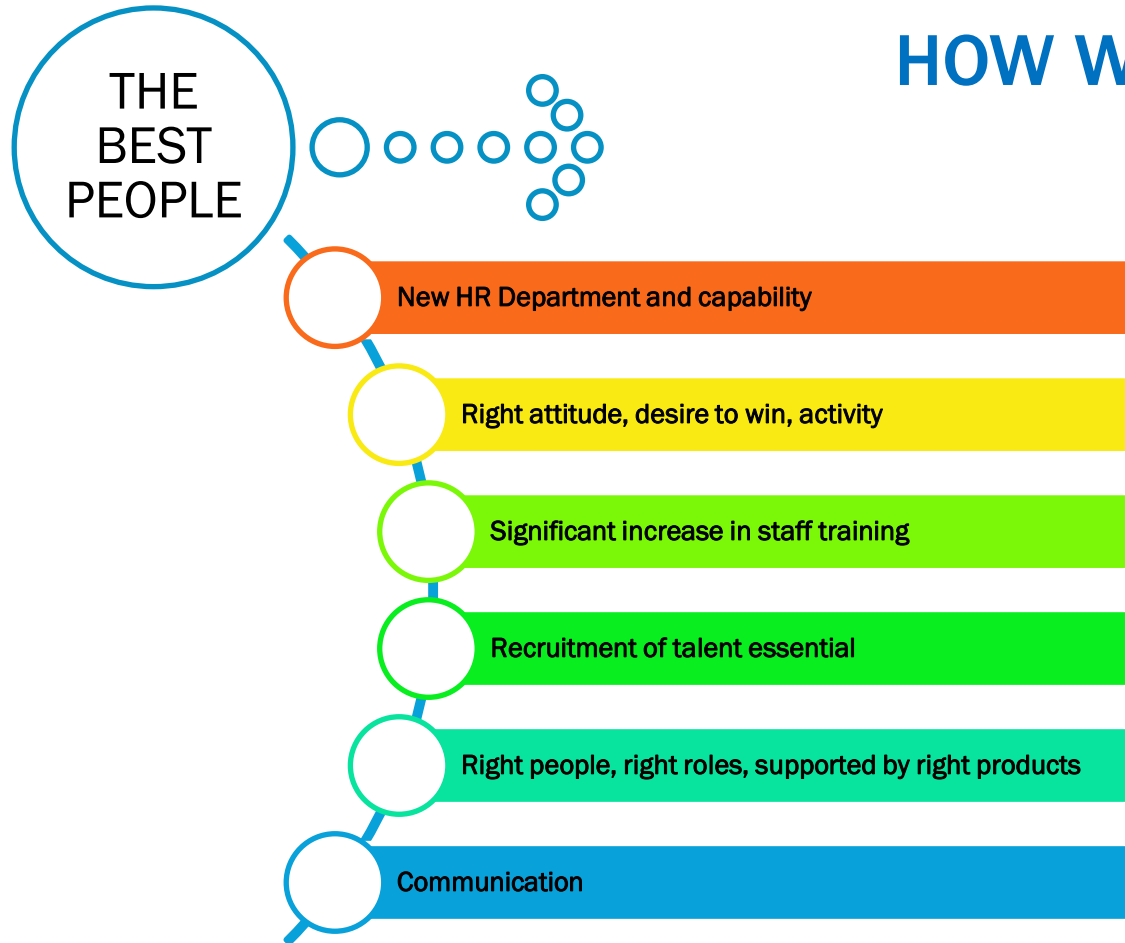 THE
BEST
PEOPLE
HOW W
New HR Department and capability
Right attitude, desire to win, activity
Significant increase in staff training
Recruitment of talent essential
Right people, right roles, supported by right products
Communication